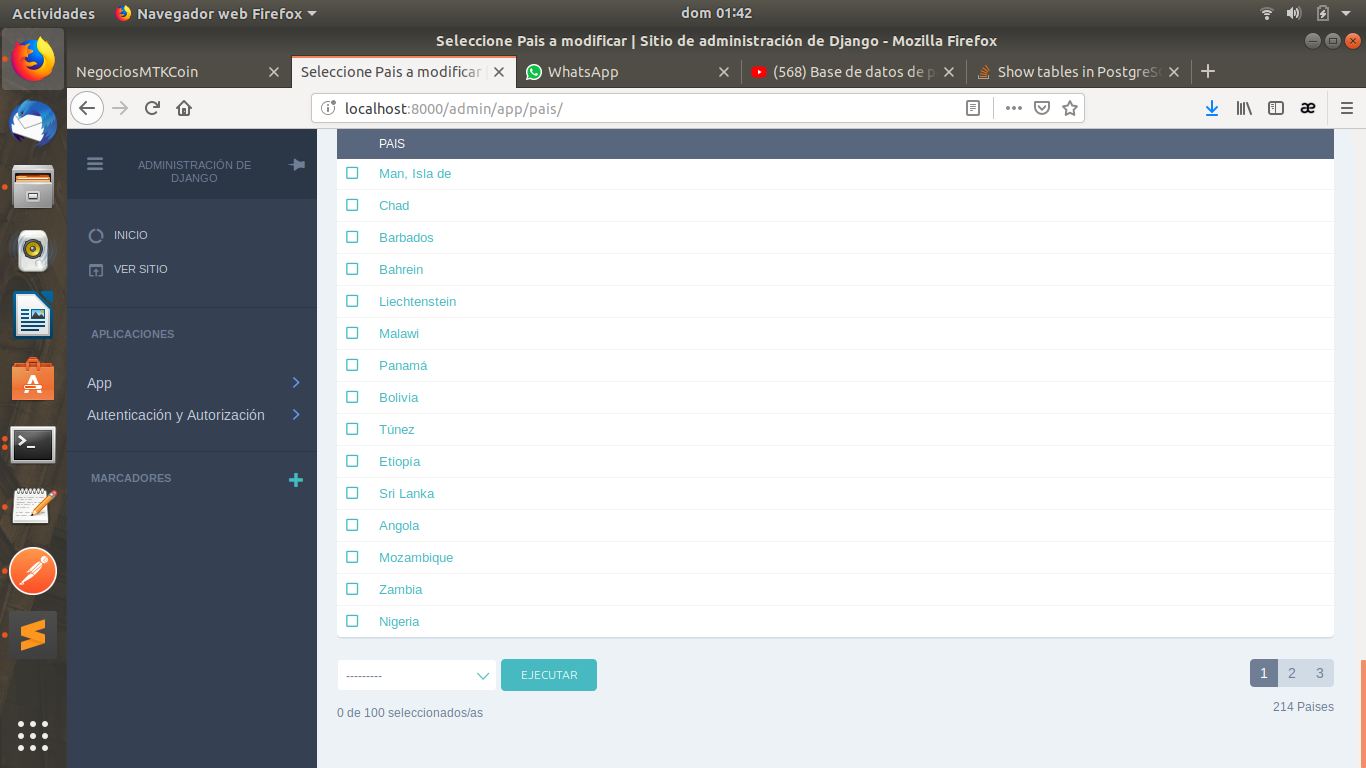 Actividades Navegador web Firefox dom 01:42
Seleccione Pais a modificar | Sitio de administración de Django - Mozilla Firefox
NegociosMTKCoin Seleccione Pais a modificar | WhatsApp (568) Base de datos de p Show tables in PostgreS
localhost:8000/admin/app/pais/
ADMINISTRACIÓN DE
DJANGO
INICIO
VER SITIO
APLICACIONES
App
Autenticación y Autorización
MARCADORES
PAIS
Man, Isla de
Chad
Barbados
Bahrein
Liechtenstein
Malawi
Panamá
Bolivia
Túnez
Etiopía
Sri Lanka
Angola
Mozambique
Zambia
Nigeria
--------- EJECUTAR 1 2 3
0 de 100 seleccionados/as 214 Paises